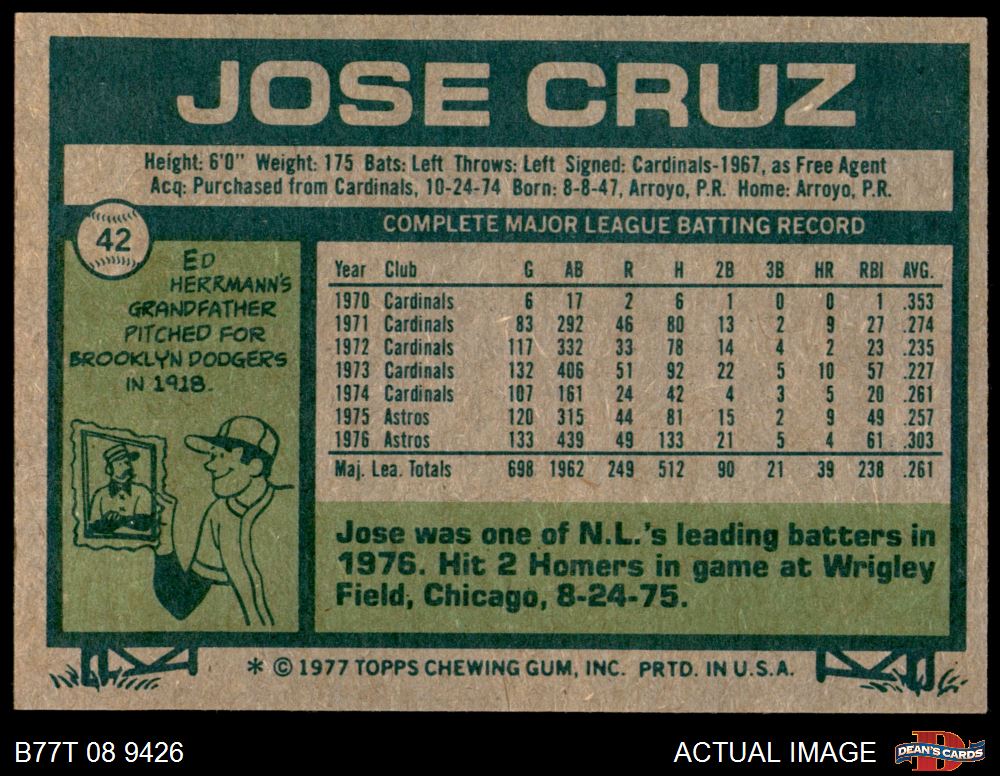 JOSE CRUZ
Height: 6'0" Weight: 175 Bats: Left Throws: Left Signed: Cardinals-1967, as Free Agent
Acq: Purchased from Cardinals, 10-24-74 Born: 8-8-47, Arroyo, P.R. Home: Arroyo, P.R.
42
ED
HERRMANN'S
GRANDFATHER
PITCHED FOR
BROOKLYN DODGERS
IN 1918.
COMPLETE MAJOR LEAGUE BATTING RECORD
Year Club G AB R H 2B 3B HR RBI AVG.
1970 Cardinals 6 17 2 6 1 0 0 1 .353
1971 Cardinals 83 292 46 80 13 2 9 27 .274
1972 Cardinals 117 332 33 78 14 4 2 23 .235
1973 Cardinals 132 406 51 92 22 5 10 57 .227
1974 Cardinals 107 161 24 42 4 3 5 20 .261
1975 Astros 120 315 44 81 15 2 9 49 .257
1976 Astros 133 439 49 133 21 5 4 61 .303
Maj. Lea. Totals 698 1962 249 512 90 21 39 238 .261
Jose was one of N.L.'s leading batters in
1976. Hit 2 Homers in game at Wrigley
Field, Chicago, 8-24-75.
* © 1977 TOPPS CHEWING GUM, INC. PRTD. IN U.S.A.
B77T 08 9426
ACTUAL IMAGE
D
DEAN'S CARDS